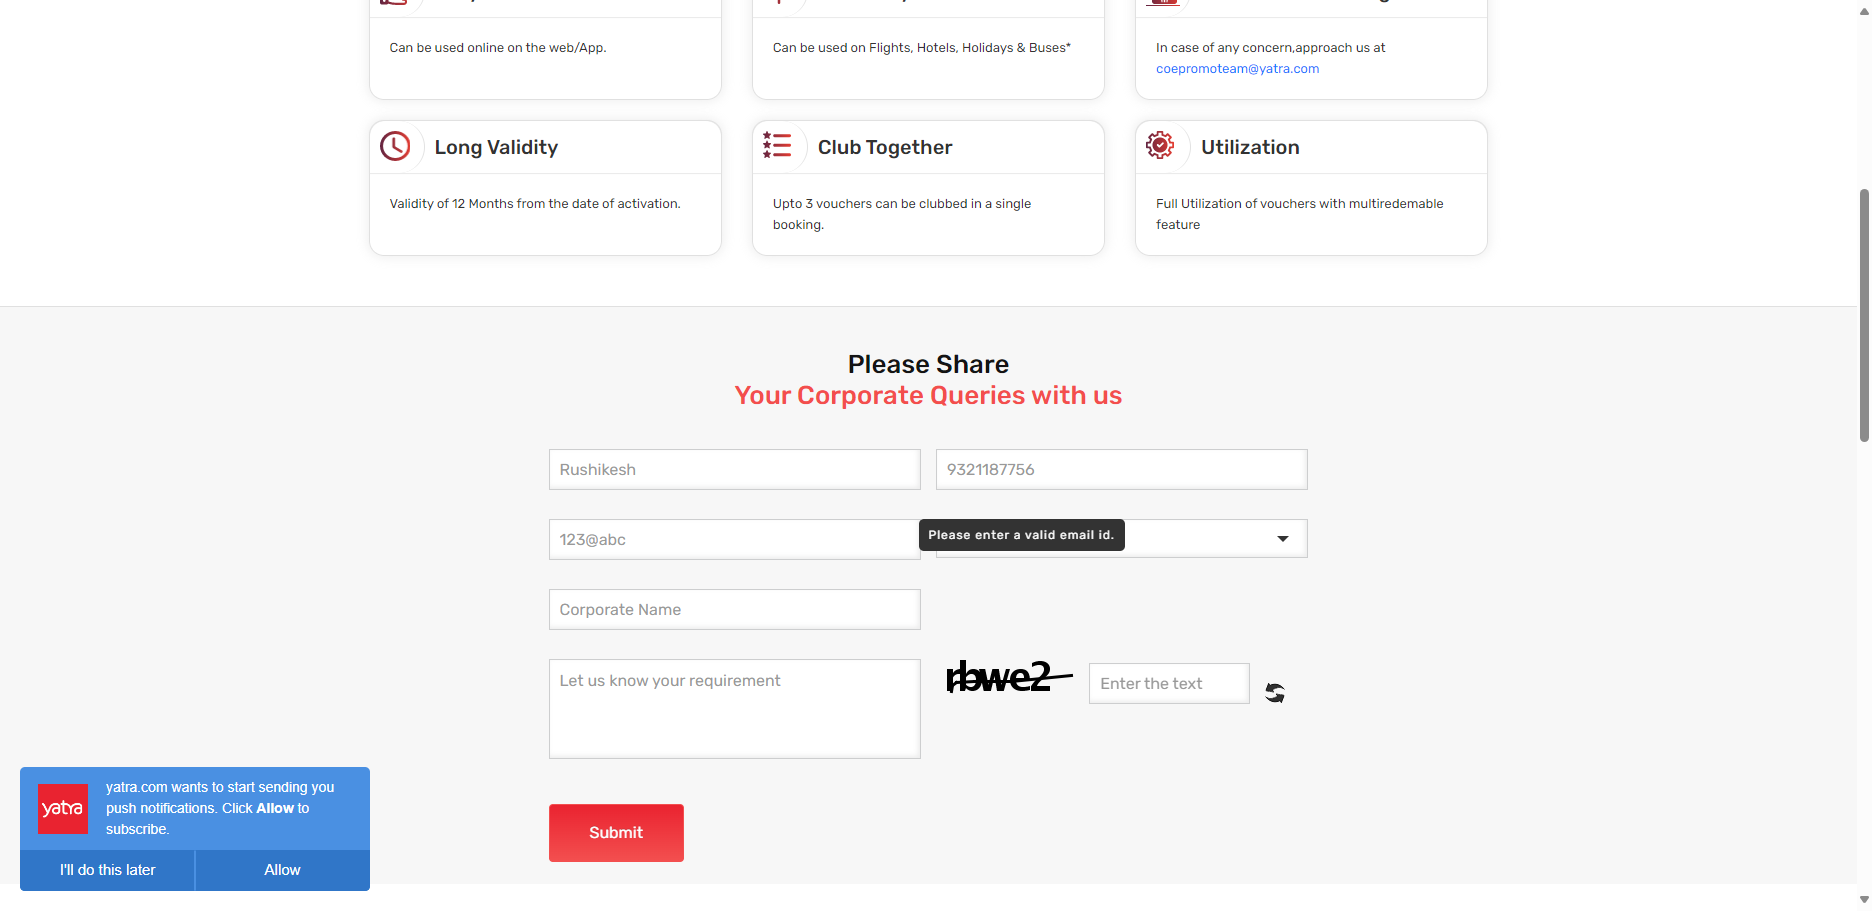 Can be used online on the web/App.
Can be used on Flights, Hotels, Holidays & Buses*
In case of any concern,approach us at
coepromoteam@yatra.com
Long Validity
Validity of 12 Months from the date of activation.
Club Together
Upto 3 vouchers can be clubbed in a single
booking.
Utilization
Full Utilization of vouchers with multiredemable
feature
Please Share
Your Corporate Queries with us
Rushikesh
9321187756
123@abc
Please enter a valid email id.
Corporate Name
Let us know your requirement
rbwe2
Enter the text
Submit
yatra
yatra.com wants to start sending you
push notifications. Click Allow to
subscribe.
I'll do this later
Allow